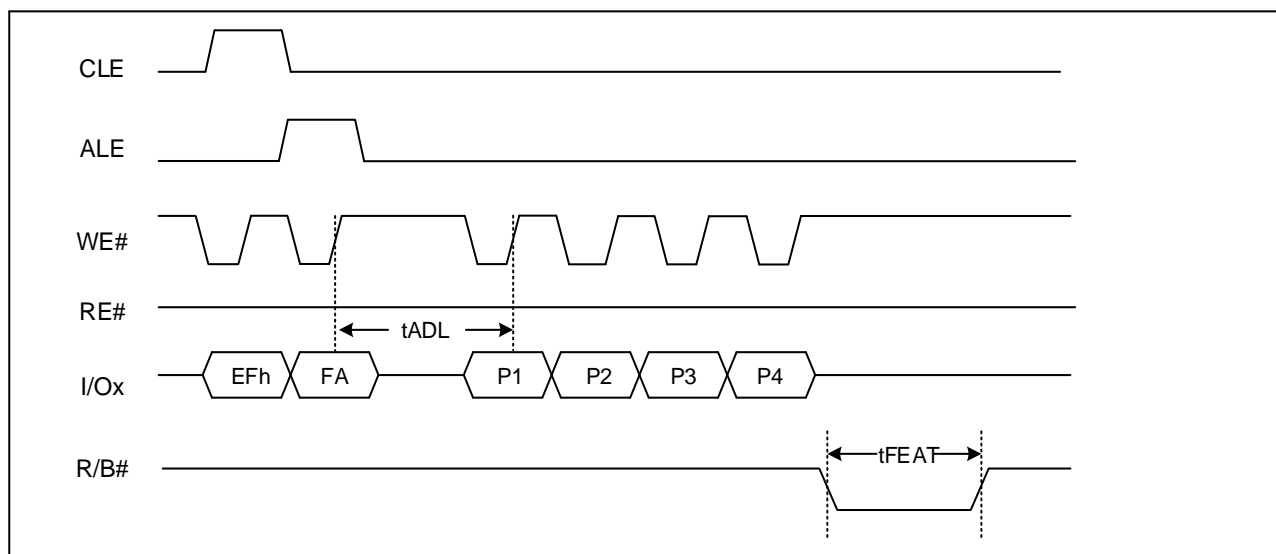 CLE
ALE
WE#
RE#
tADL
I/Ox
EFh FA P1 P2 P3 P4
R/B#
tFEAT